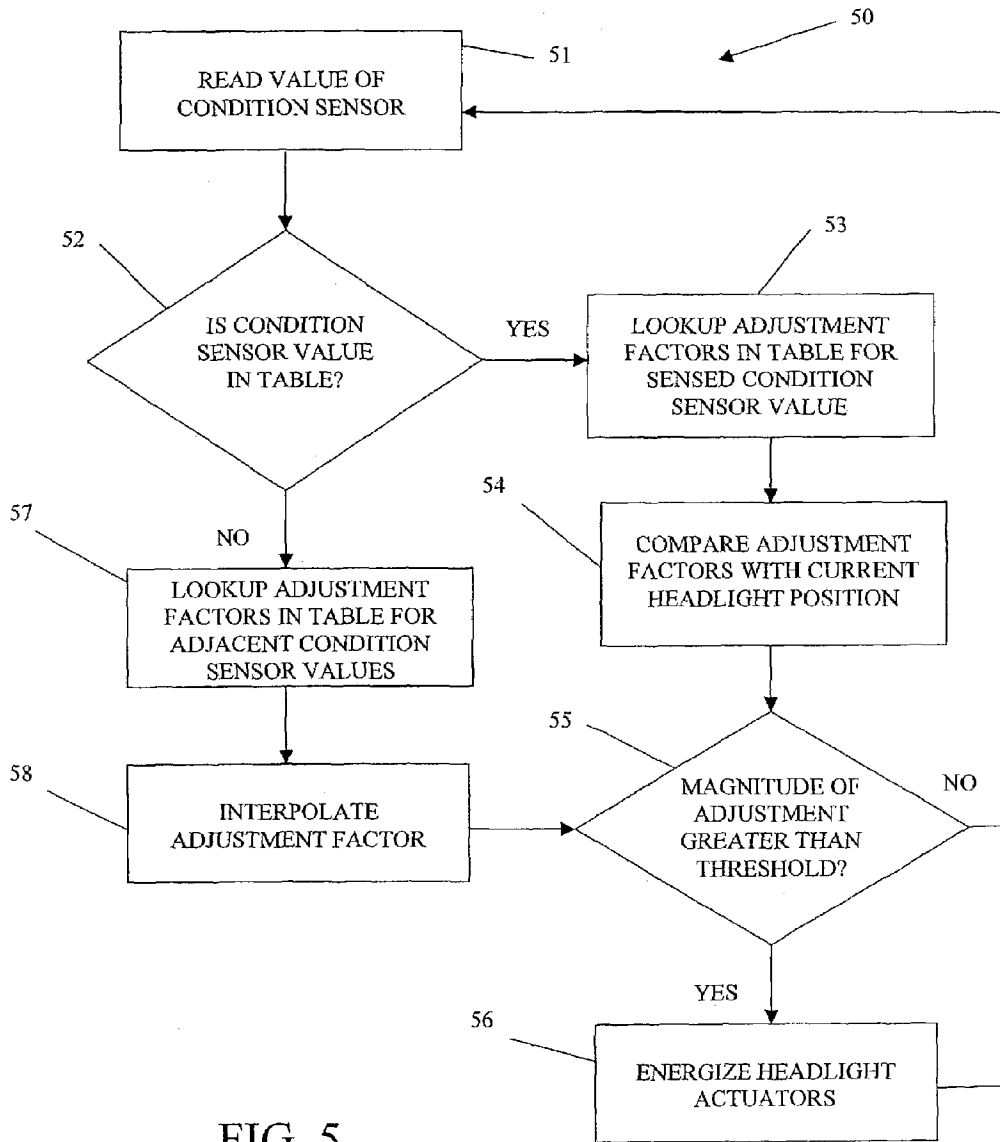 50
51
READ VALUE OF
CONDITION SENSOR
52
IS CONDITION
SENSOR VALUE
IN TABLE?
YES
53
LOOKUP ADJUSTMENT
FACTORS IN TABLE FOR
SENSED CONDITION
SENSOR VALUE
54
COMPARE ADJUSTMENT
FACTORS WITH CURRENT
HEADLIGHT POSITION
NO
57
LOOKUP ADJUSTMENT
FACTORS IN TABLE FOR
ADJACENT CONDITION
SENSOR VALUES
58
INTERPOLATE
ADJUSTMENT FACTOR
55
MAGNITUDE OF
ADJUSTMENT
GREATER THAN
THRESHOLD?
NO
YES
56
ENERGIZE HEADLIGHT
ACTUATORS
FIG. 5